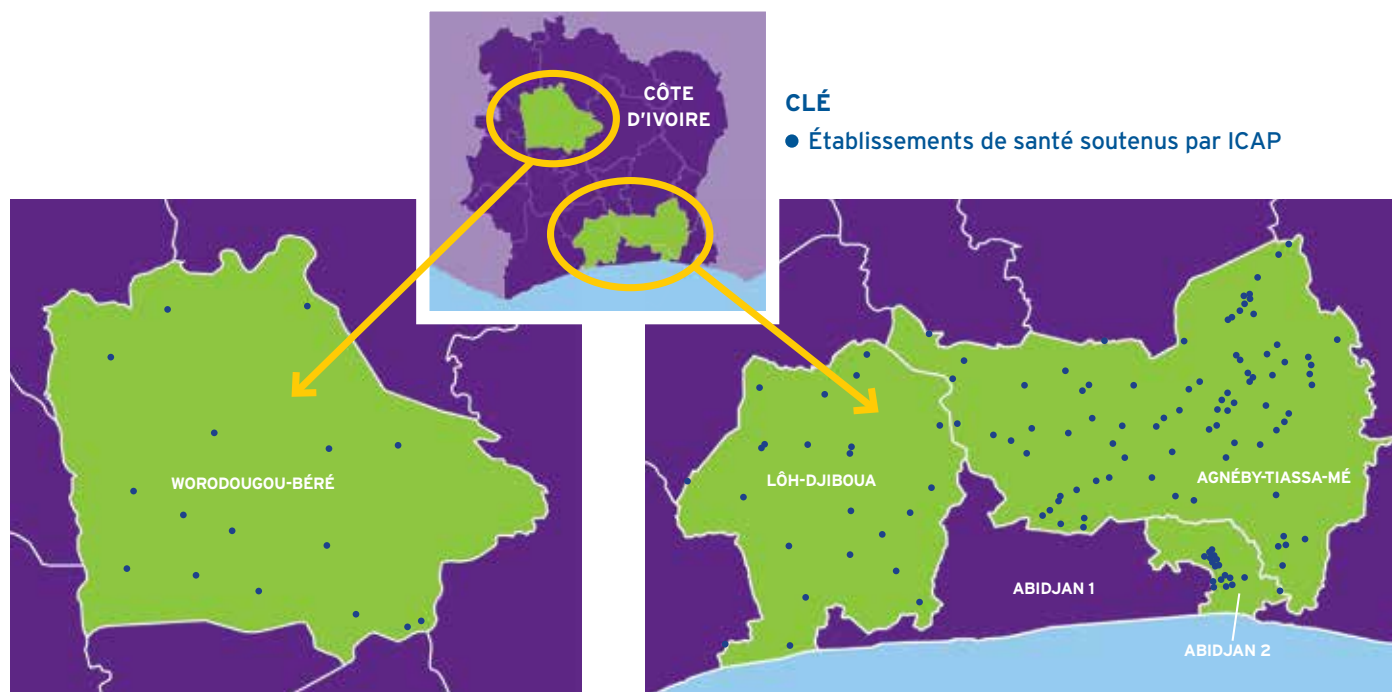 CÔTE
D'IVOIRE
CLÉ
Établissements de santé soutenus par ICAP
WORODOUGOU-BÉRÉ
LÔH-DJIBOUA
AGNÉBY-TIASSA-MÉ
ABIDJAN 1
ABIDJAN 2